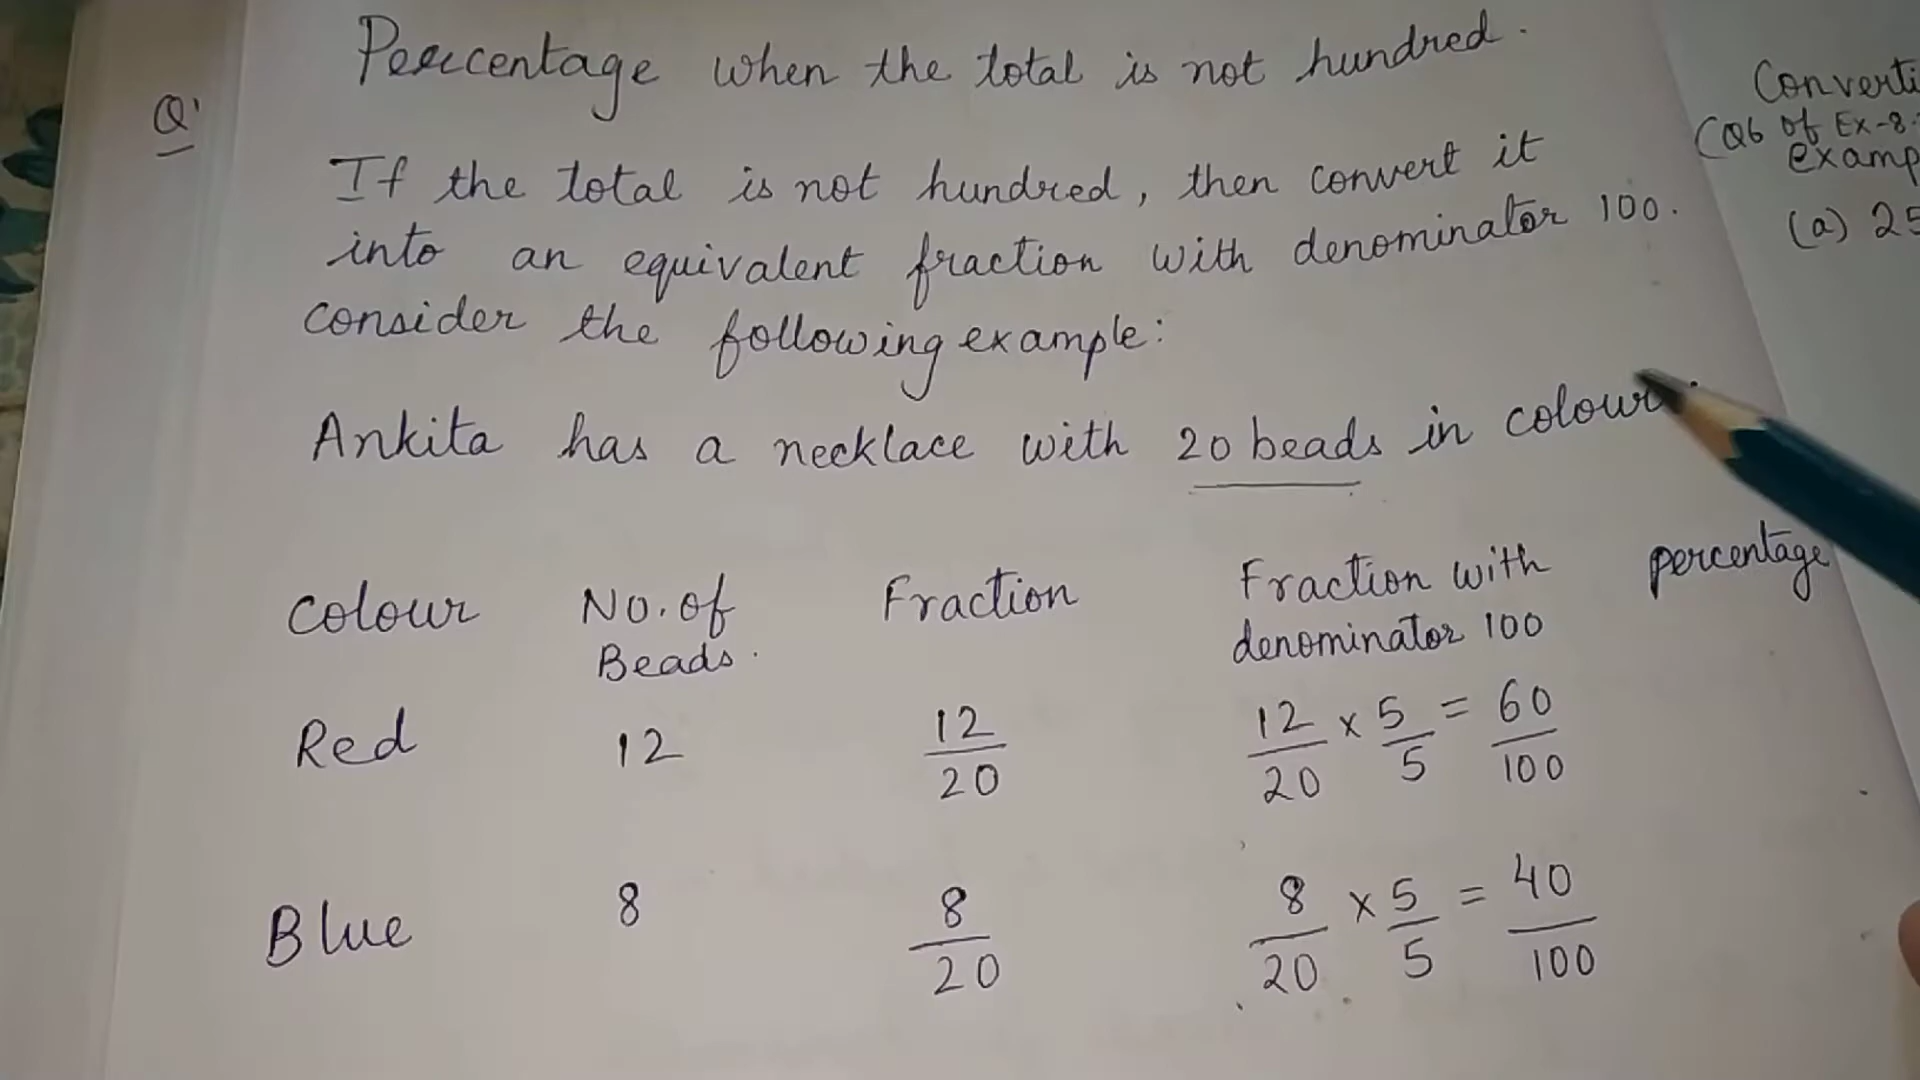 Percentage when the total is not hundred.
Q'
If the total is not hundred, then convert it
into an equivalent fraction with denominator 100.
consider the following example:
Ankita has a necklace with 20 beads in colour
Colour No. of Beads. Fraction Fraction with denominator 100 percentage
Red 12 12/20 12/20 x 5/5 = 60/100
Blue 8 8/20 8/20 x 5/5 = 40/100
Converti
(Q6 of Ex-8.
examp
(a) 25